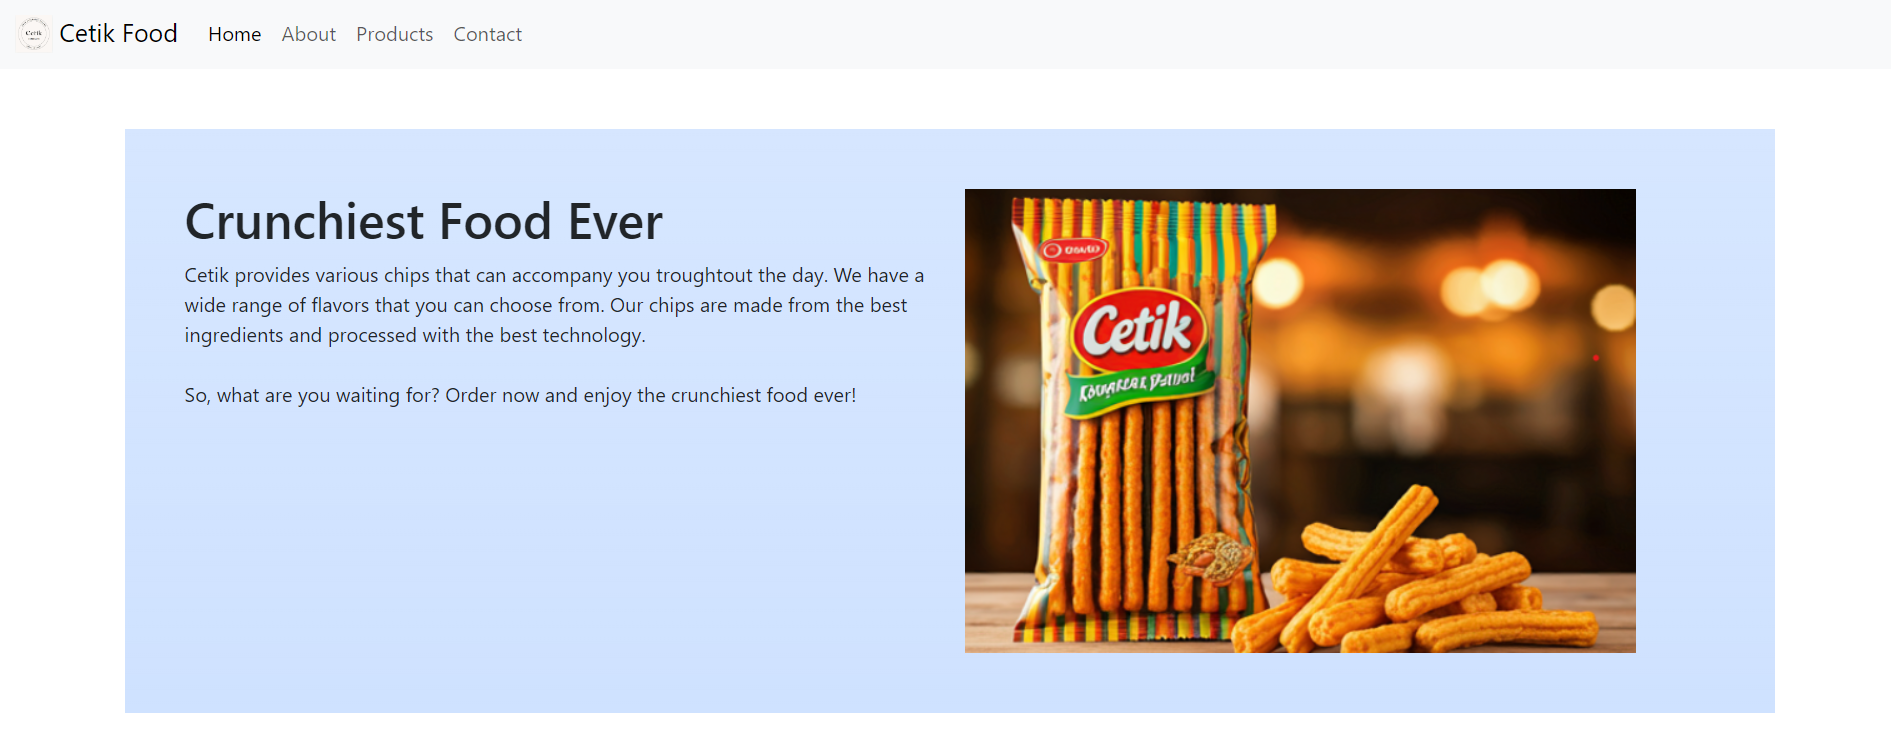 Cetik
Cetik Food
Home
About
Products
Contact
Crunchiest Food Ever
Cetik provides various chips that can accompany you troughtout the day. We have a
wide range of flavors that you can choose from. Our chips are made from the best
ingredients and processed with the best technology.
So, what are you waiting for? Order now and enjoy the crunchiest food ever!
Cetik